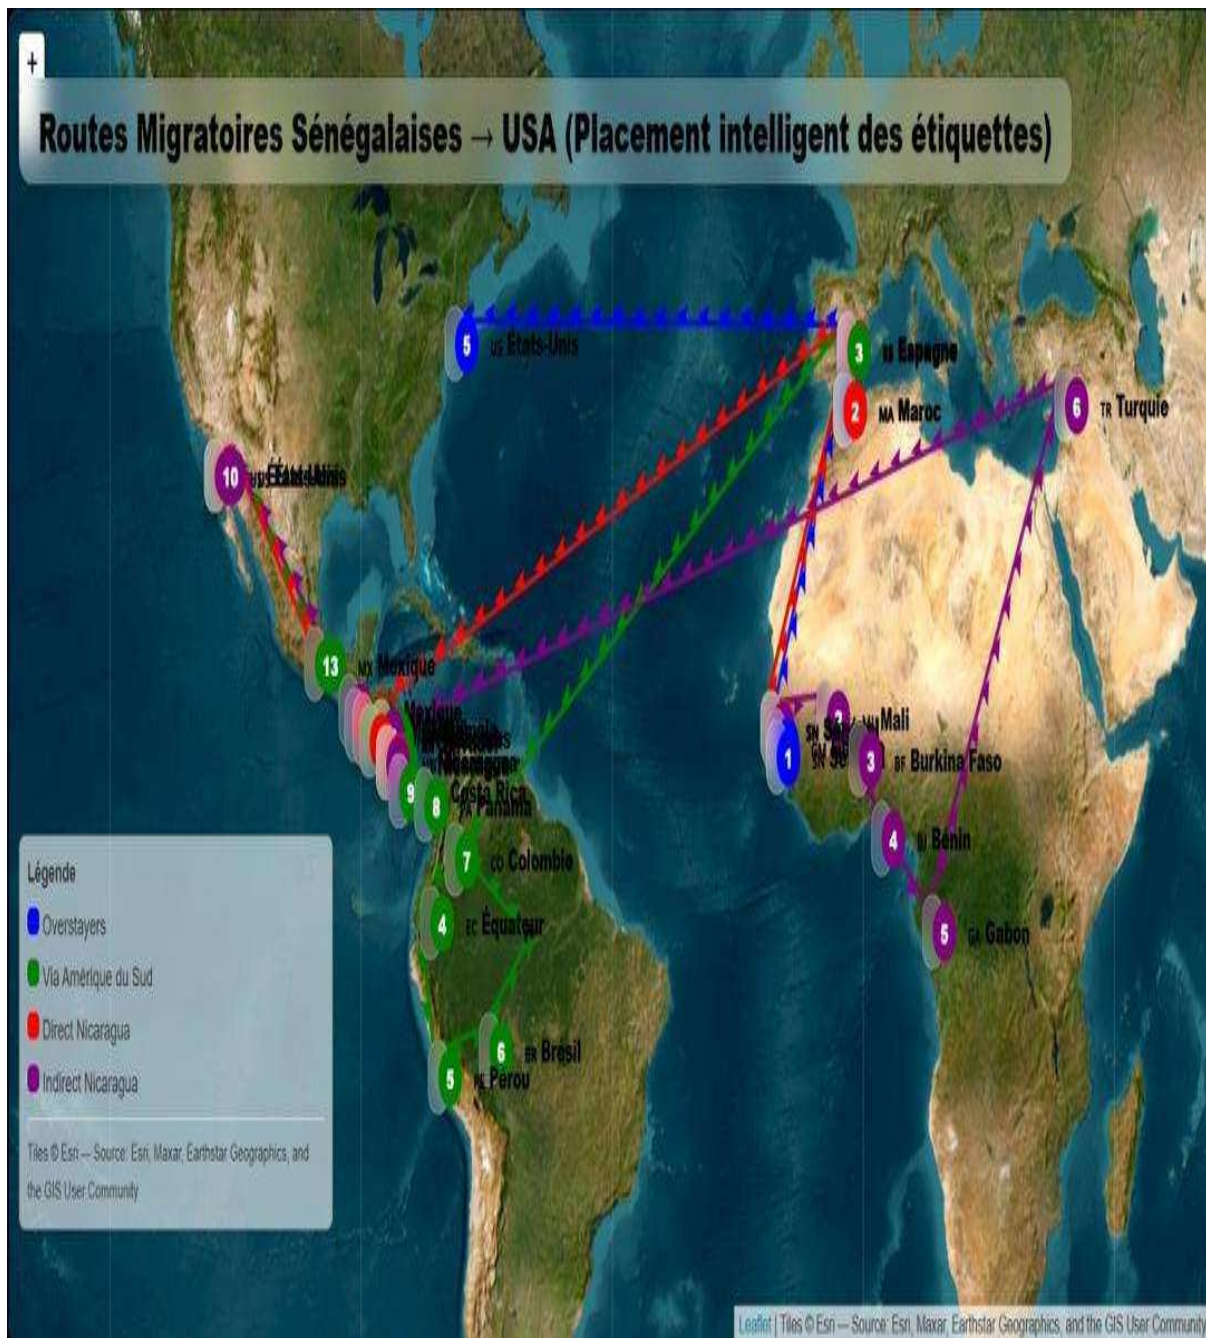 +
Routes Migratoires Sénégalaises → USA (Placement intelligent des étiquettes)
5 US États-Unis
3 Espagne
2 MA Maroc
6 TR Turquie
10 États-Unis
13 MX Mexique
Mexique
Mali
1
3 BF Burkina Faso
Costa Rica
9
8 PA Panama
4 BJ Bénin
7 CO Colombie
4 EC Équateur
5 GA Gabon
6 BR Brésil
5 PE Pérou
Légende
Overstayers
Via Amérique du Sud
Direct Nicaragua
Indirect Nicaragua
Tiles © Esri — Source: Esri, Maxar, Earthstar Geographics, and
the GIS User Community
Leaflet | Tiles © Esri — Source: Esri, Maxar, Earthstar Geographics, and the GIS User Community